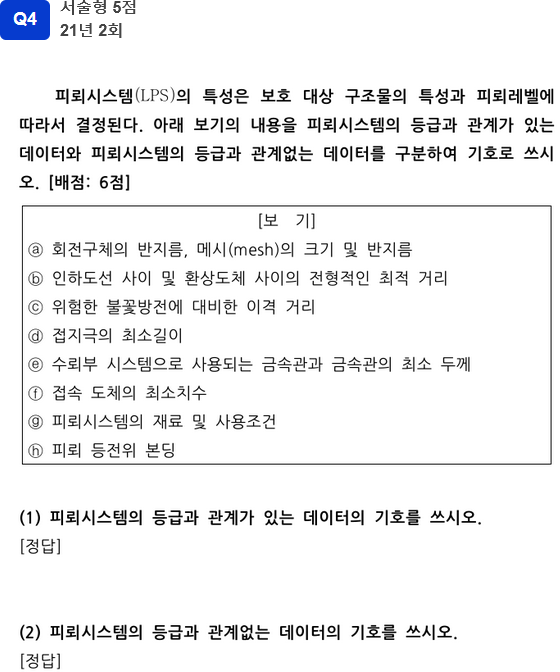 Q4
서술형 5점
21년 2회
피뢰시스템(LPS)의 특성은 보호 대상 구조물의 특성과 피뢰레벨에
따라서 결정된다. 아래 보기의 내용을 피뢰시스템의 등급과 관계가 있는
데이터와 피뢰시스템의 등급과 관계없는 데이터를 구분하여 기호로 쓰시
오. [배점: 6점]
[보 기]
ⓐ 회전구체의 반지름, 메시(mesh)의 크기 및 반지름
ⓑ 인하도선 사이 및 환상도체 사이의 전형적인 최적 거리
ⓒ 위험한 불꽃방전에 대비한 이격 거리
ⓓ 접지극의 최소길이
ⓔ 수뢰부 시스템으로 사용되는 금속관과 금속관의 최소 두께
ⓕ 접속 도체의 최소치수
ⓖ 피뢰시스템의 재료 및 사용조건
ⓗ 피뢰 등전위 본딩
(1) 피뢰시스템의 등급과 관계가 있는 데이터의 기호를 쓰시오.
[정답]
(2) 피뢰시스템의 등급과 관계없는 데이터의 기호를 쓰시오.
[정답]